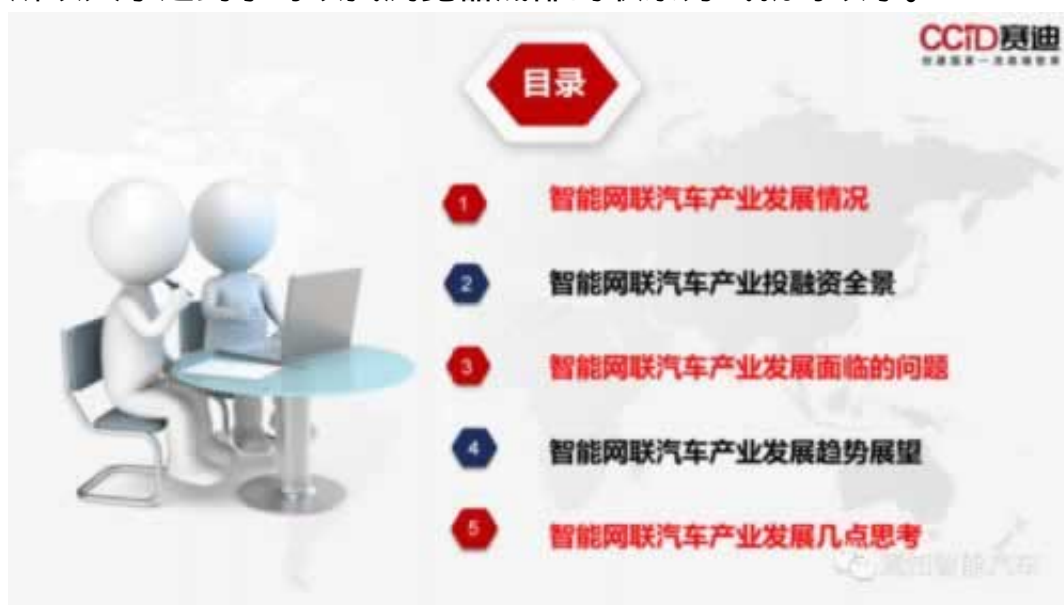 CCID赛迪
目录
1
智能网联汽车产业发展情况
2
智能网联汽车产业投融资全景
3
智能网联汽车产业发展面临的问题
4
智能网联汽车产业发展趋势展望
5
智能网联汽车产业发展几点思考